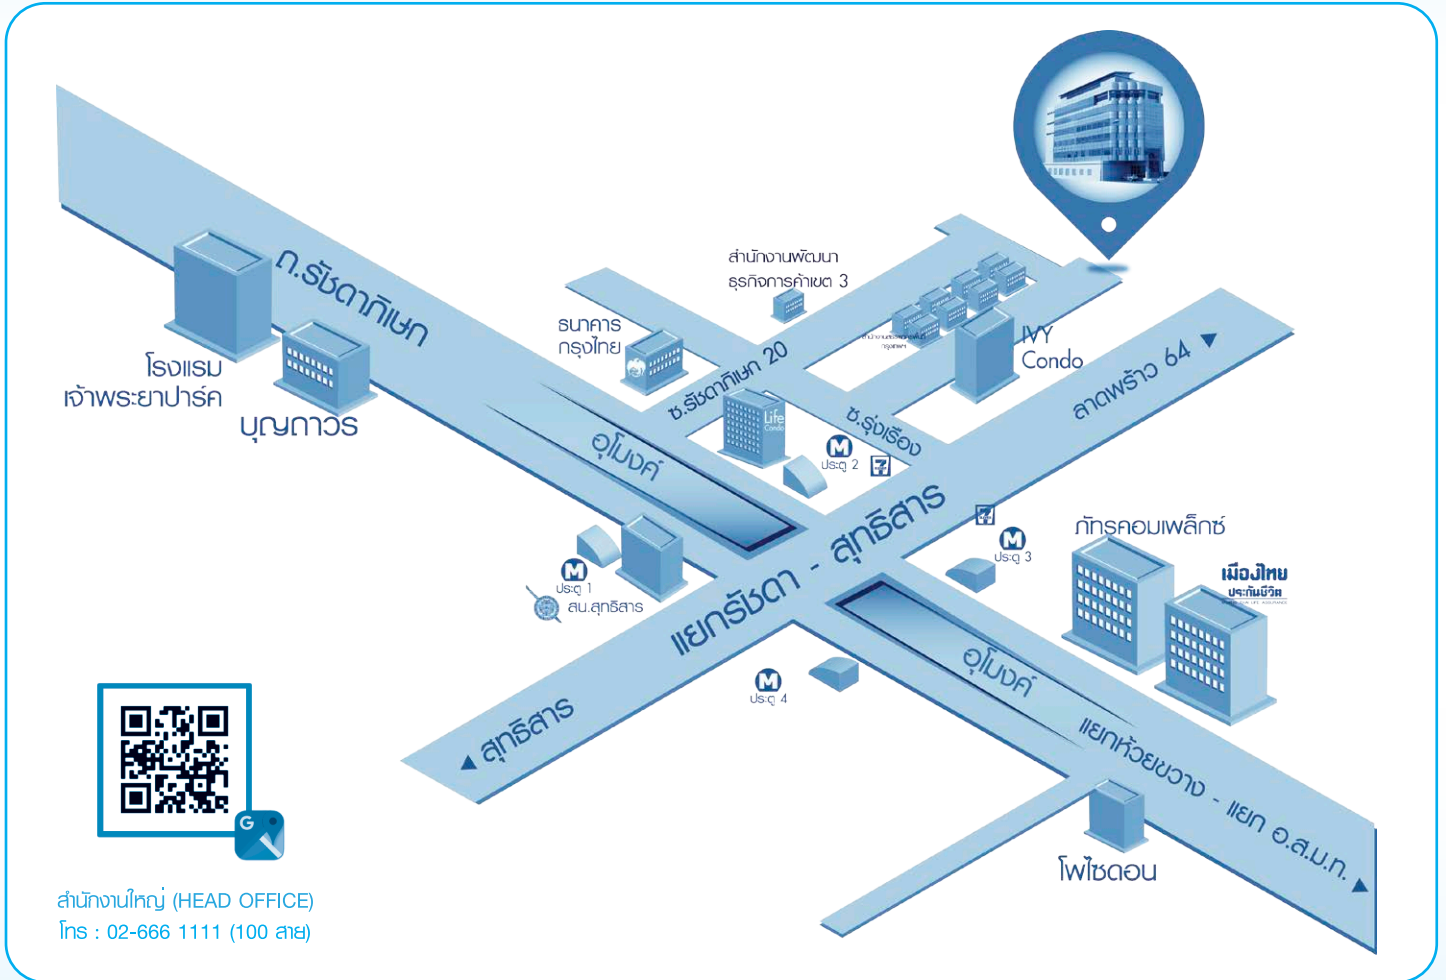 ถ.รัชดาภิเษก
โรงแรม
เจ้าพระยาปาร์ค
บุญถาวร
ธนาคาร
กรุงไทย
สำนักงานพัฒนา
ธุรกิจการค้าเขต 3
ซ.รัชดาภิเษก 20
กรุงเทพฯ
IVY
Condo
ลาดพร้าว 64
ซ.รุ่งเรือง
Life
Condo
M
ประตู 2
7
อุโมงค์
แยกรัชดา - สุทธิสาร
7
M
ประตู 3
ภัทรคอมเพล็กซ์
เมืองไทย
ประกันชีวิต
M
ประตู 1
สน.สุทธิสาร
อุโมงค์
M
ประตู 4
สุทธิสาร
แยกห้วยขวาง - แยก อ.ส.ม.ท.
โพไซดอน
G
สำนักงานใหญ่ (HEAD OFFICE)
โทร : 02-666 1111 (100 สาย)